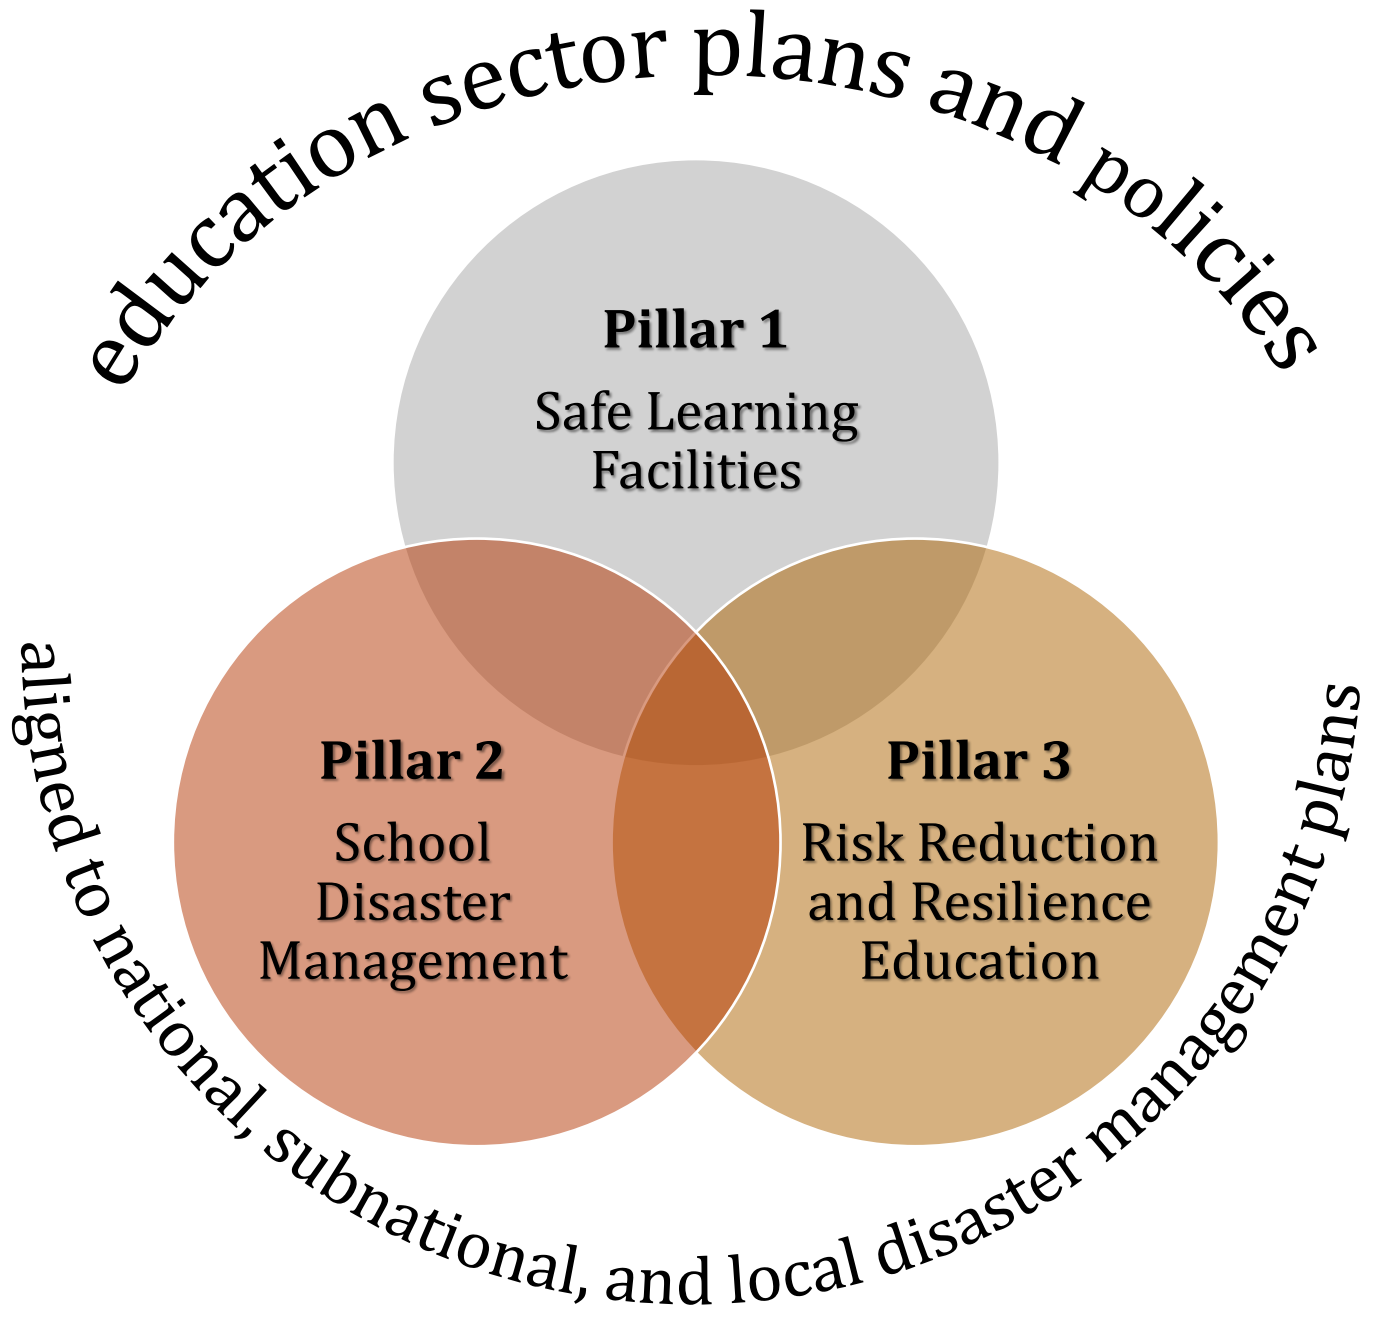 education sector plans and policies
Pillar 1
Safe Learning
Facilities
Pillar 2
School
Disaster
Management
Pillar 3
Risk Reduction
and Resilience
Education
aligned to national, subnational, and local disaster management plans